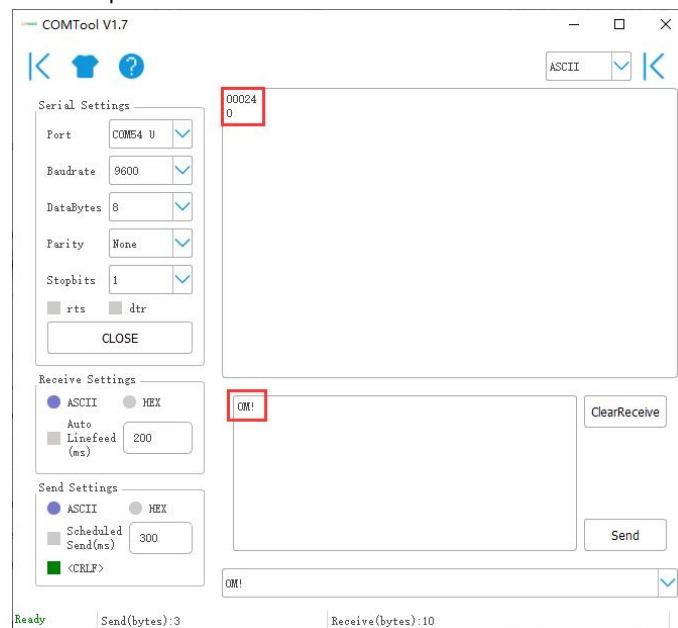 COMTool V1.7
ASCII
Serial Settings
Port COM54 U
Baudrate 9600
DataBytes 8
Parity None
Stopbits 1
rts dtr
CLOSE
00024
0
Receive Settings
ASCII HEX
Auto
Linefeed
(ms)
200
OM!
ClearReceive
Send Settings
ASCII HEX
Scheduled
Send(ms)
300
<CRLF>
Send
OM!
Ready Send(bytes):3 Receive(bytes):10